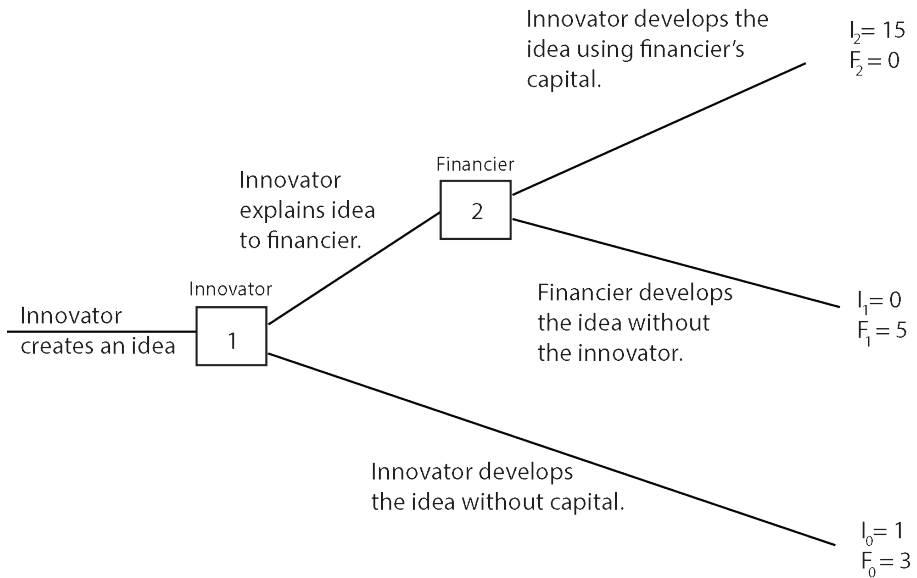 Innovator develops the
idea using financier's
capital.
I₂= 15
F₂= 0
Financier
2
Innovator
explains idea
to financier.
Innovator
1
Innovator
creates an idea
Financier develops
the idea without
the innovator.
I₁= 0
F₁= 5
Innovator develops
the idea without capital.
I₀= 1
F₀= 3